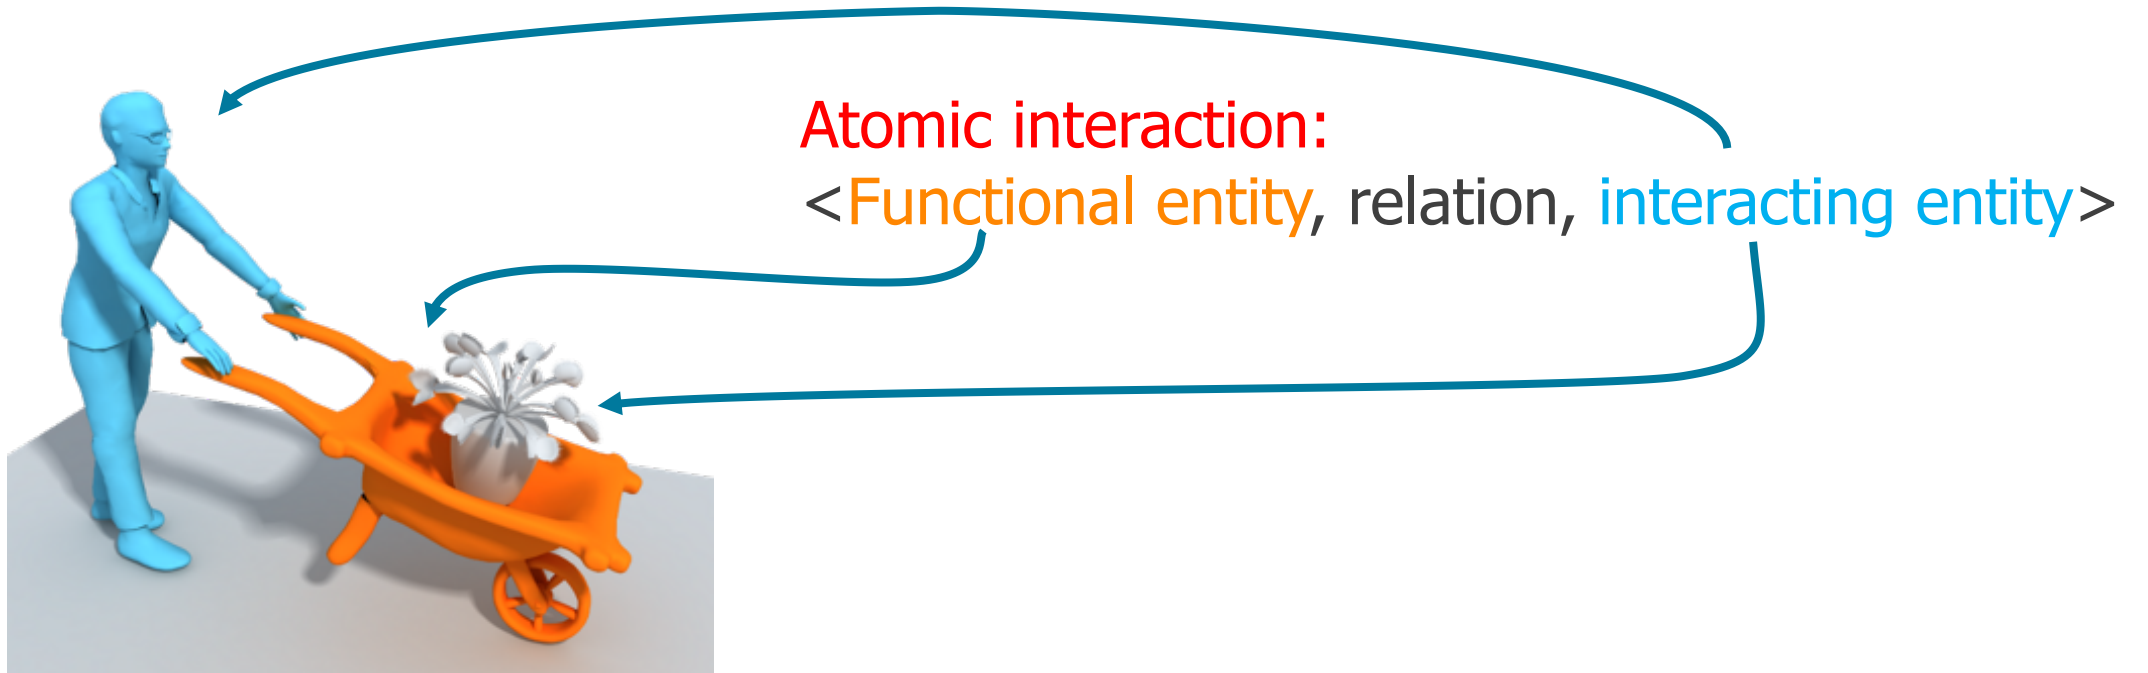 Atomic interaction:
<Functional entity, relation, interacting entity>